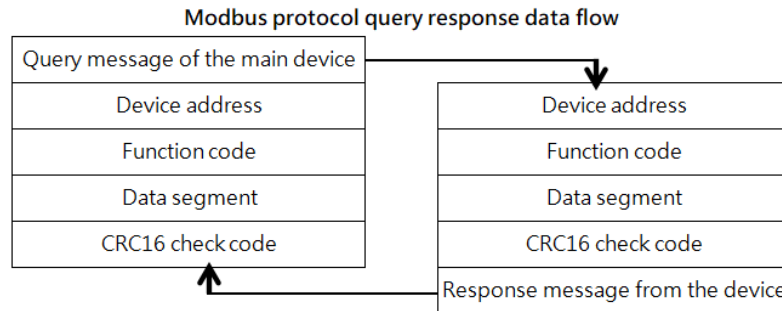 Modbus protocol query response data flow
Query message of the main device
Device address
Function code
Data segment
CRC16 check code
Device address
Function code
Data segment
CRC16 check code
Response message from the device